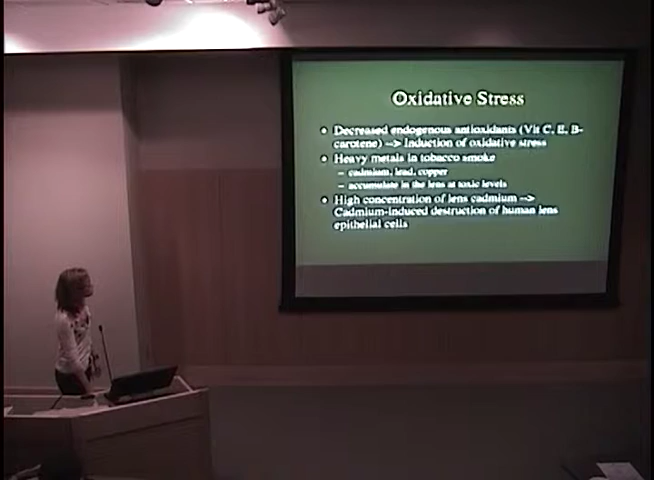 Oxidative Stress
• Decreased endogenous antioxidants (Vit C, E, B-
carotene) --> Induction of oxidative stress
• Heavy metals in tobacco smoke
– cadmium, lead, copper
– accumulate in the lens at toxic levels
• High concentration of lens cadmium -->
Cadmium-induced destruction of human lens
epithelial cells